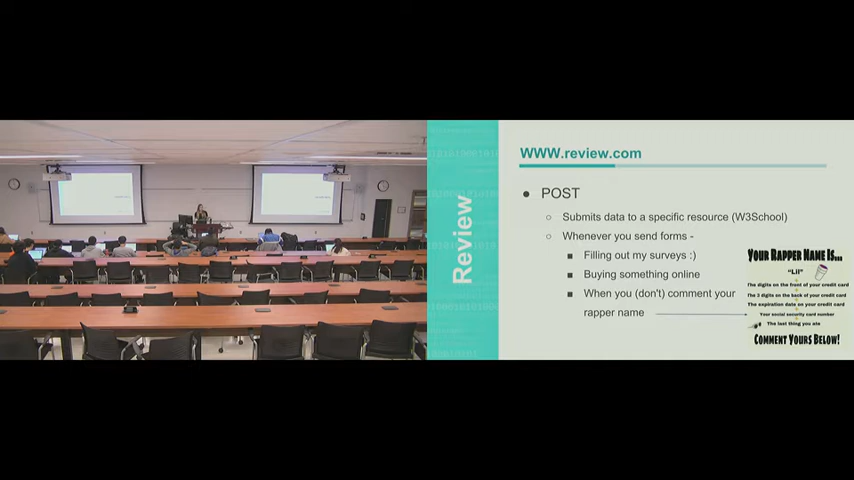 Review
WWW.review.com
POST
Submits data to a specific resource (W3School)
Whenever you send forms -
Filling out my surveys :)
Buying something online
When you (don't) comment your
rapper name
YOUR RAPPER NAME IS...
"Lil"
The digits on the front of your credit card
The 3 digits on the back of your credit card
The expiration date on your credit card
Your social security card number
The last thing you ate
COMMENT YOURS BELOW!